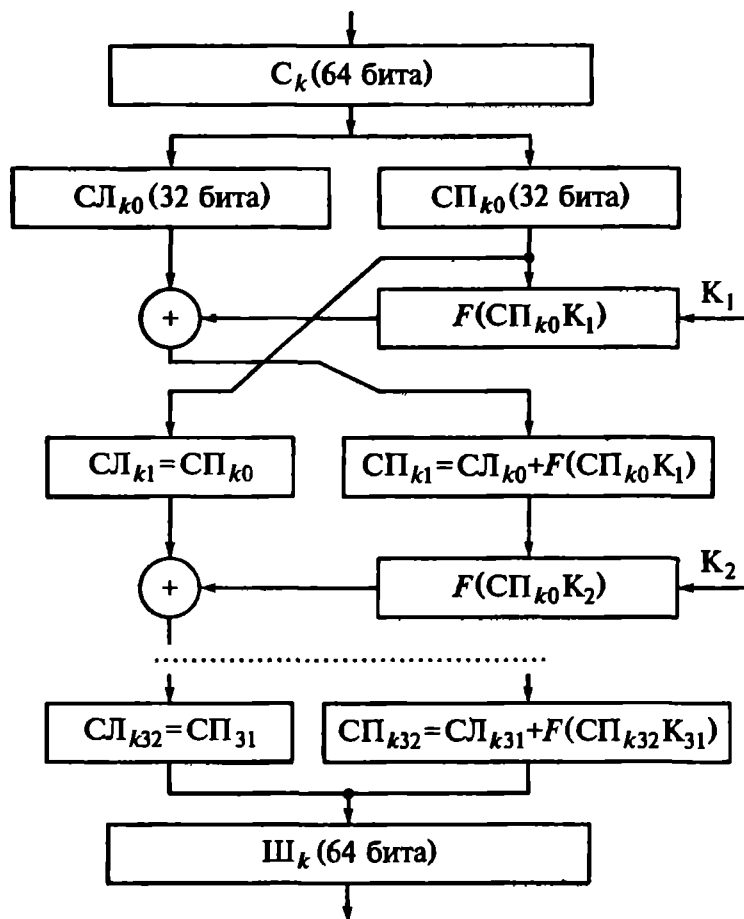 C_k (64 бита)
СЛ_k0 (32 бита)
СП_k0 (32 бита)
+
F(СП_k0 K_1)
K_1
СЛ_k1 = СП_k0
СП_k1 = СЛ_k0 + F(СП_k0 K_1)
+
F(СП_k0 K_2)
K_2
СЛ_k32 = СП_31
СП_k32 = СЛ_k31 + F(СП_k32 K_31)
Ш_k (64 бита)